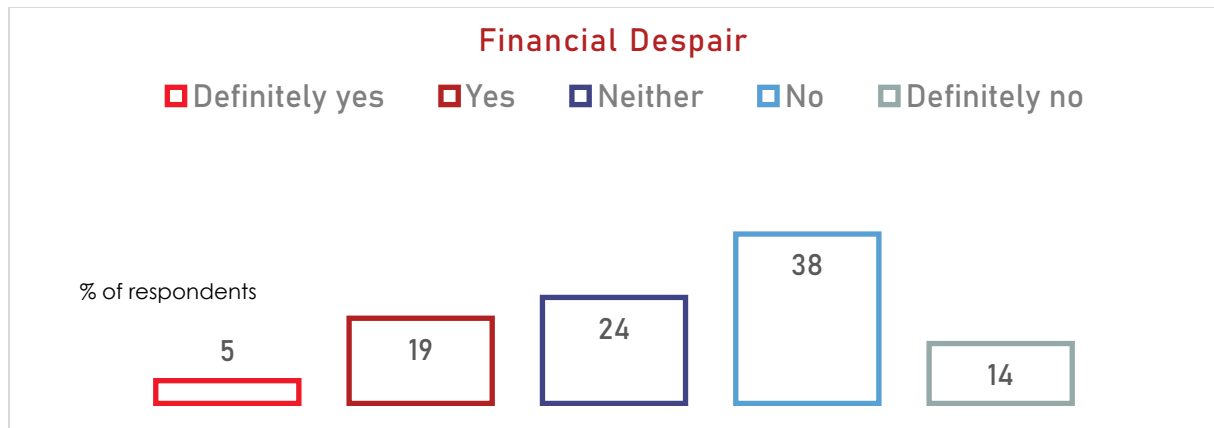 Financial Despair
Definitely yes Yes Neither No Definitely no
% of respondents
5 19 24 38 14